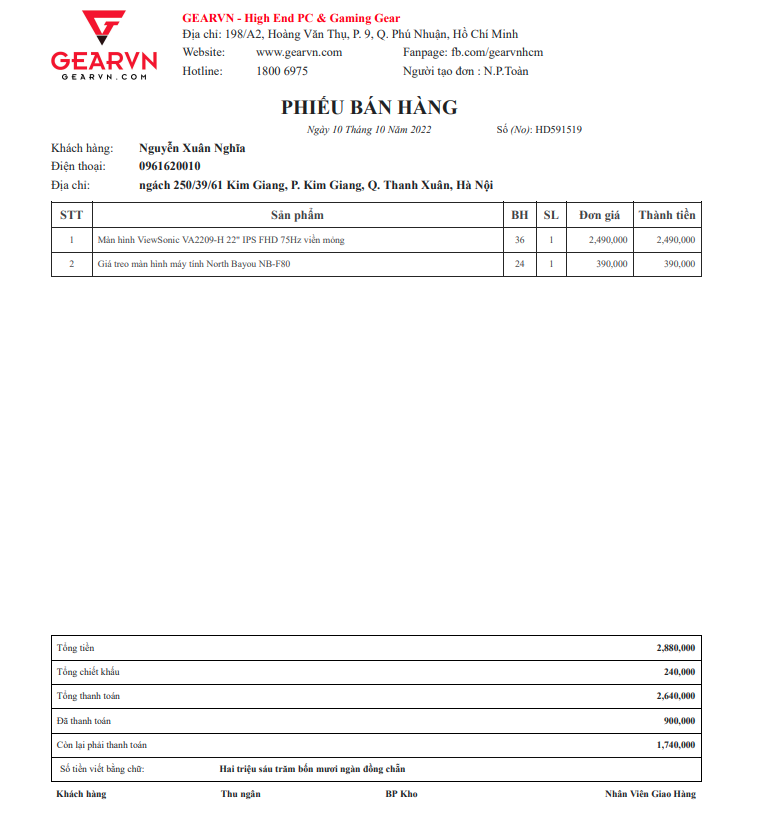 GEARVN
GEARVN.COM
GEARVN - High End PC & Gaming Gear
Địa chỉ: 198/A2, Hoảng Văn Thụ, P. 9, Q. Phú Nhuận, Hồ Chí Minh
Website: www.gearvn.com Fanpage: fb.com/gearvnhcm
Hotline: 1800 6975 Người tạo đơn : N.P.Toàn
PHIẾU BÁN HÀNG
Ngày 10 Tháng 10 Năm 2022 Số (No): HD591519
Khách hàng: Nguyễn Xuân Nghĩa
Điện thoại: 0961620010
Địa chỉ: ngách 250/39/61 Kim Giang, P. Kim Giang, Q. Thanh Xuân, Hà Nội
STT Sản phẩm BH SL Đơn giá Thành tiền
1 Màn hình ViewSonic VA2209-H 22" IPS FHD 75Hz viền mỏng 36 1 2,490,000 2,490,000
2 Giá treo màn hình máy tính North Bayou NB-F80 24 1 390,000 390,000
Tổng tiền 2,880,000
Tổng chiết khấu 240,000
Tổng thanh toán 2,640,000
Đã thanh toán 900,000
Còn lại phải thanh toán 1,740,000
Số tiền viết bằng chữ: Hai triệu sáu trăm bốn mươi ngàn đồng chẵn
Khách hàng Thu ngân BP Kho Nhân Viên Giao Hàng